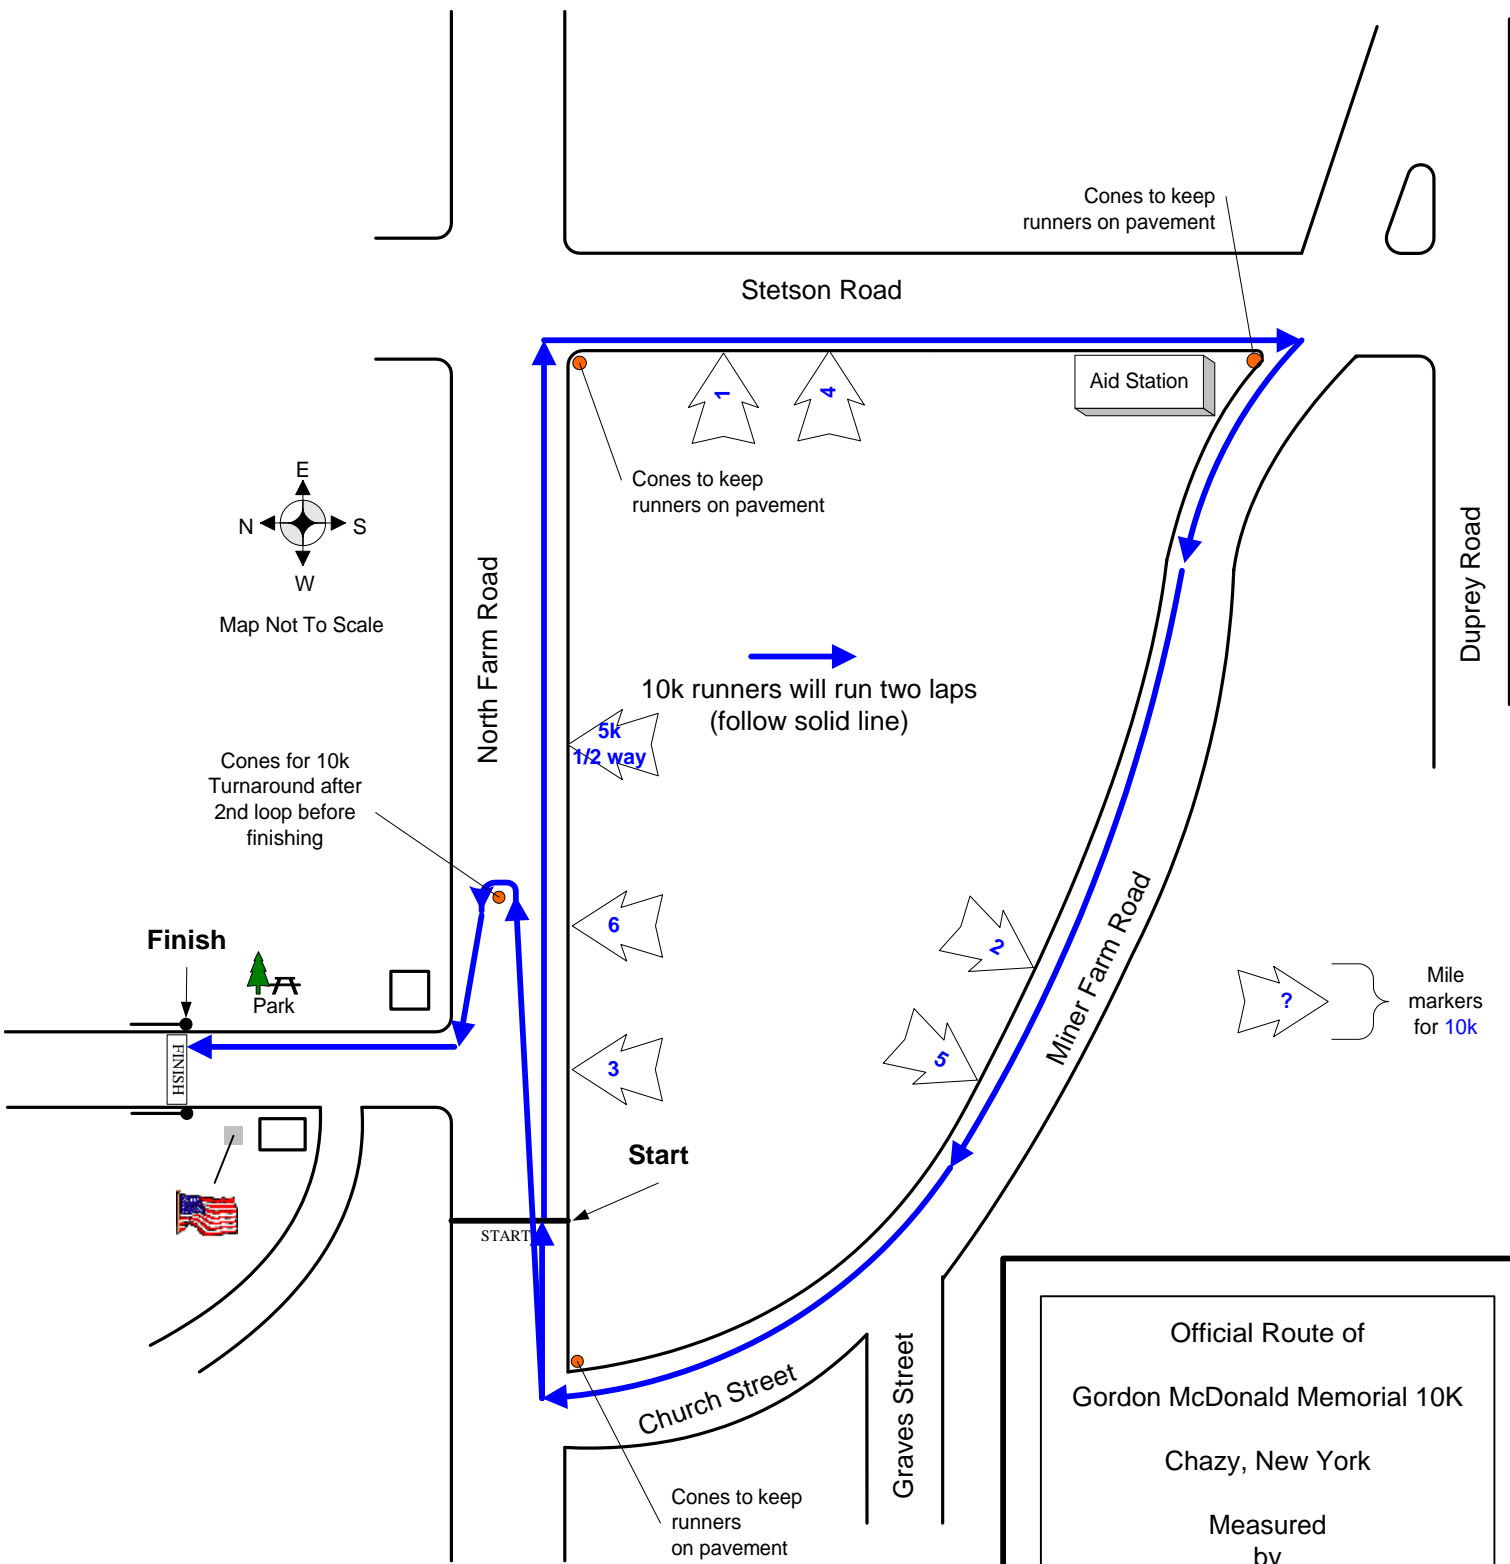 Cones to keep
runners on pavement
Stetson Road
Aid Station
1
4
Cones to keep
runners on pavement
E
N
S
W
Map Not To Scale
North Farm Road
Duprey Road
10k runners will run two laps
(follow solid line)
5k
1/2 way
Cones for 10k
Turnaround after
2nd loop before
finishing
6
2
Finish
Park
FINISH
Miner Farm Road
?
Mile
markers
for 10k
3
5
Start
START
Church Street
Graves Street
Cones to keep
runners
on pavement
Official Route of
Gordon McDonald Memorial 10K
Chazy, New York
Measured
by